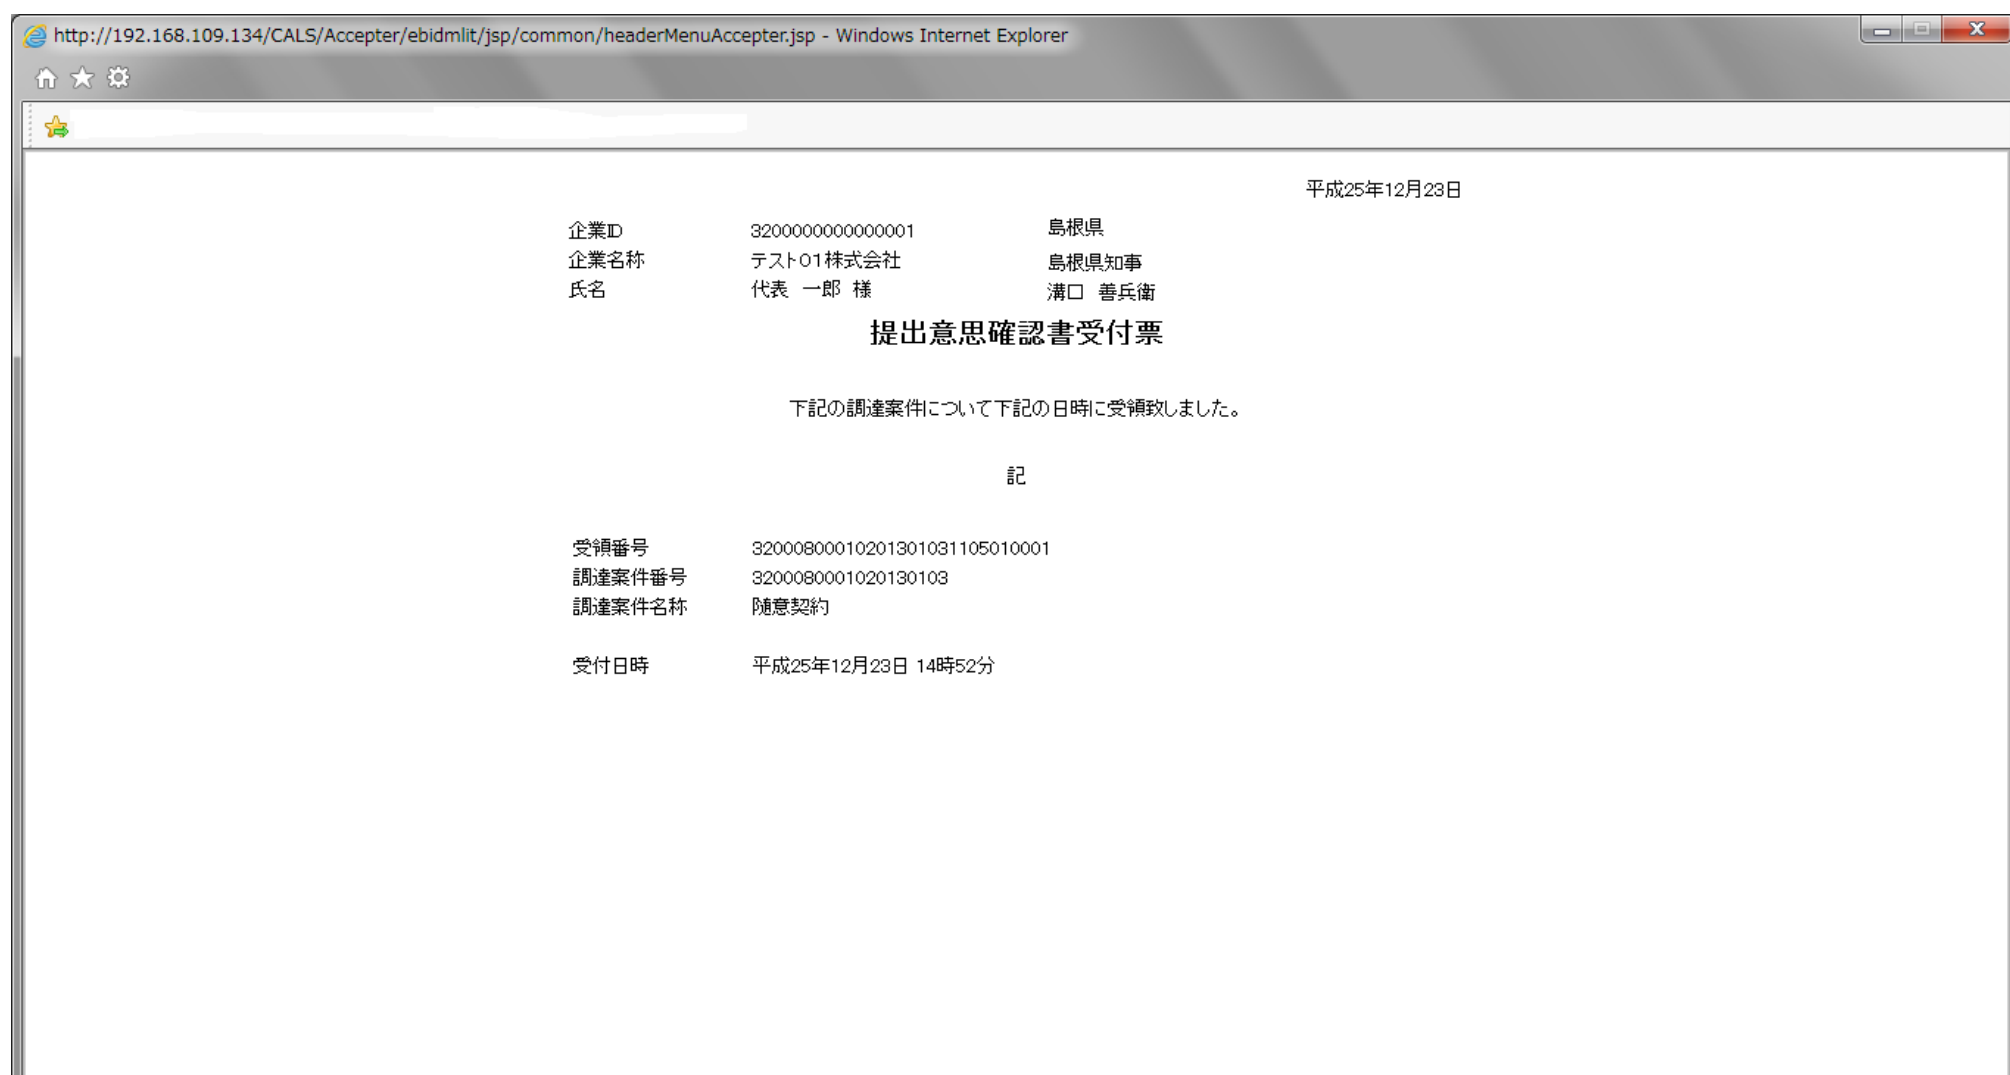 http://192.168.109.134/CALS/Accepter/ebidmlit/jsp/common/headerMenuAccepter.jsp - Windows Internet Explorer
平成25年12月23日
企業ID 3200000000000001 島根県
企業名称 テスト01株式会社 島根県知事
氏名 代表 一郎 様 溝口 善兵衛
提出意思確認書受付票
下記の調達案件について下記の日時に受領致しました。
記
受領番号 320008000102013010311050​10001
調達案件番号 3200080001020130103
調達案件名称 随意契約
受付日時 平成25年12月23日 14時52分